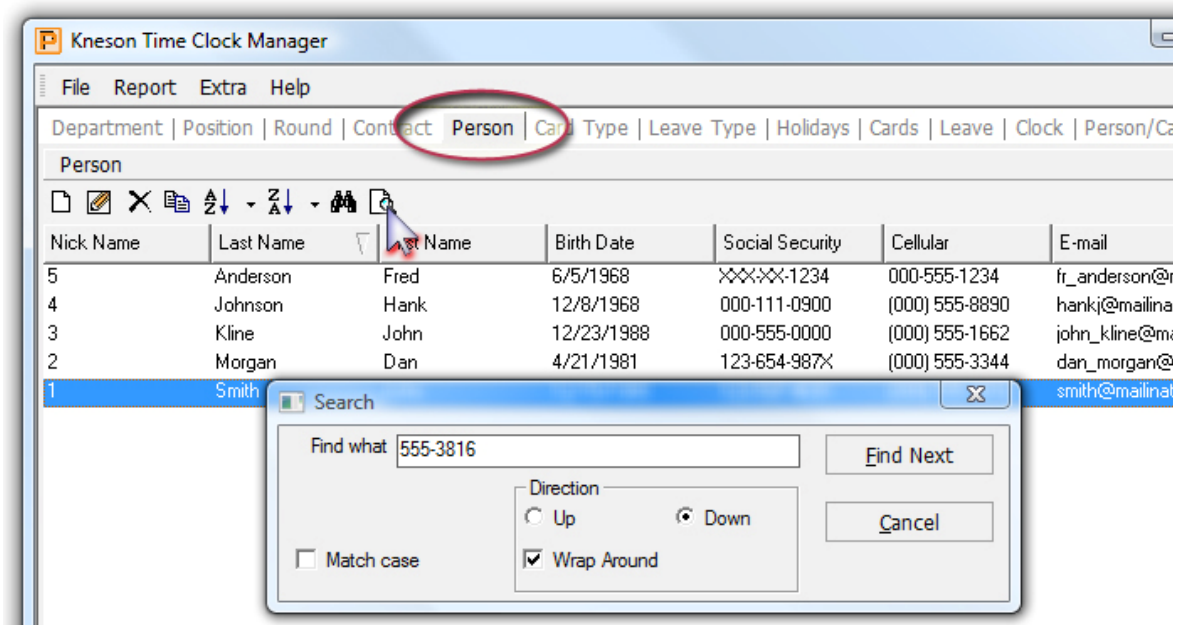 Kneson Time Clock Manager
File Report Extra Help
Department | Position | Round | Contract Person | Card Type | Leave Type | Holidays | Cards | Leave | Clock | Person/Ca
Person
Nick Name Last Name Name Birth Date Social Security Cellular E-mail
5 Anderson Fred 6/5/1968 XXX-XX-1234 000-555-1234 fr_anderson@
4 Johnson Hank 12/8/1968 000-111-0900 (000) 555-8890 hankj@mailina
3 Kline John 12/23/1988 000-555-0000 (000) 555-1662 john_kline@ma
2 Morgan Dan 4/21/1981 123-654-987X (000) 555-3344 dan_morgan@
1 Smith smith@mailinat
Search
Find what 555-3816
Find Next
Direction
Up Down
Cancel
Match case Wrap Around